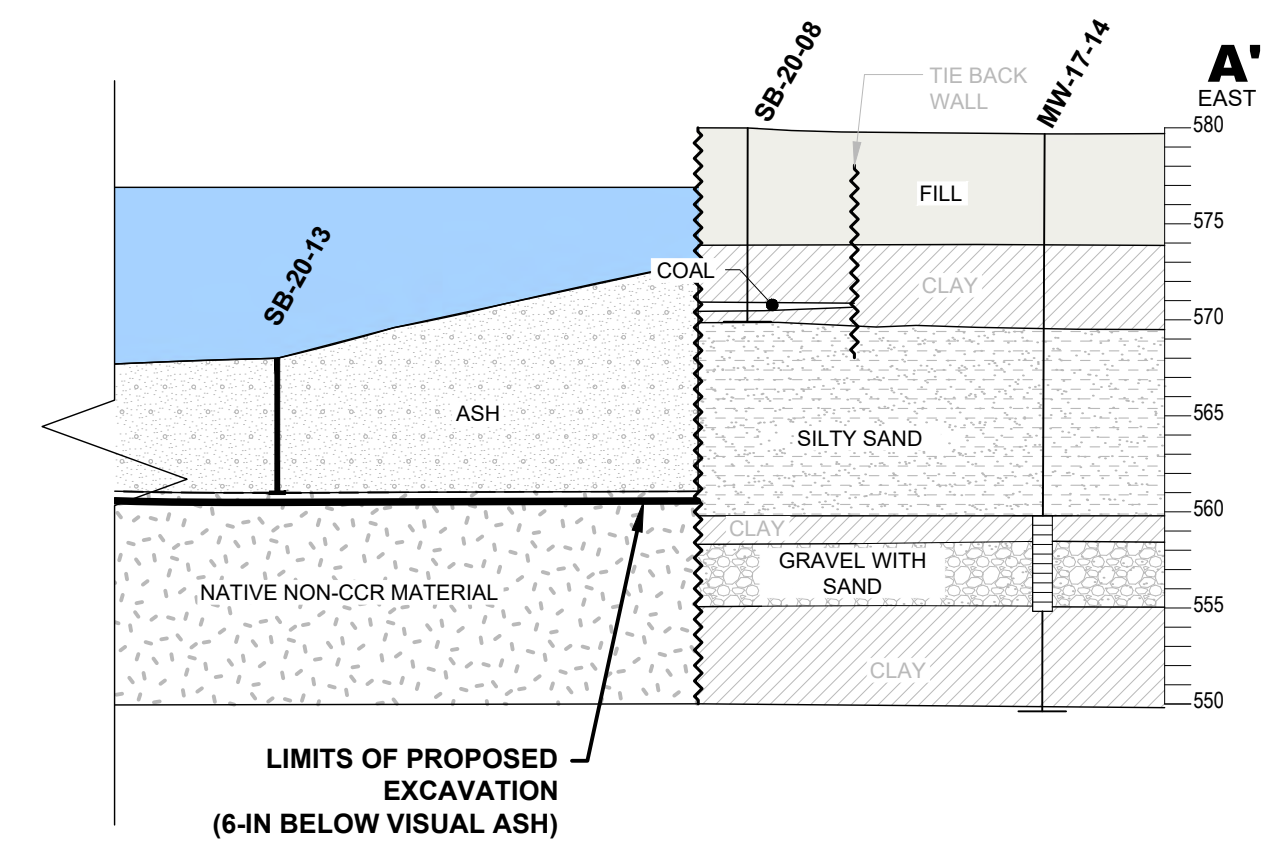 SB-20-08
MW-17-14
A'
EAST
TIE BACK
WALL
580
FILL
575
SB-20-13
COAL
CLAY
570
ASH
565
SILTY SAND
560
CLAY
GRAVEL WITH
SAND
NATIVE NON-CCR MATERIAL
555
CLAY
550
LIMITS OF PROPOSED
EXCAVATION
(6-IN BELOW VISUAL ASH)